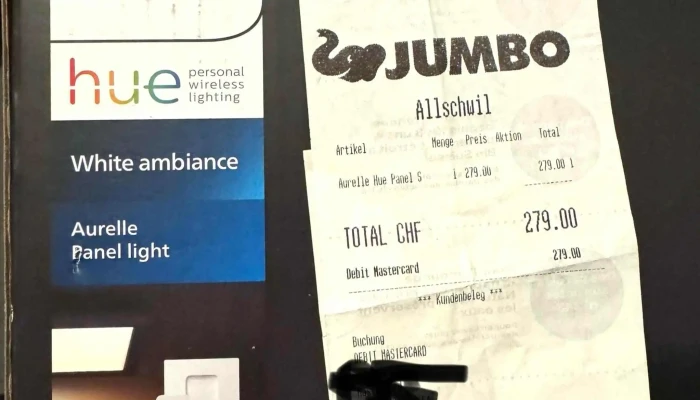 hue personal
wireless
lighting
White ambiance
Aurelle
Panel light
JUMBO
Allschwil
Artikel Menge Preis Aktion Total
Aurelle Hue Panel S 1 279.00 279.00 1
TOTAL CHF 279.00
Debit Mastercard 279.00
*** Kundenbeleg ***
Buchung
DEBIT MASTERCARD